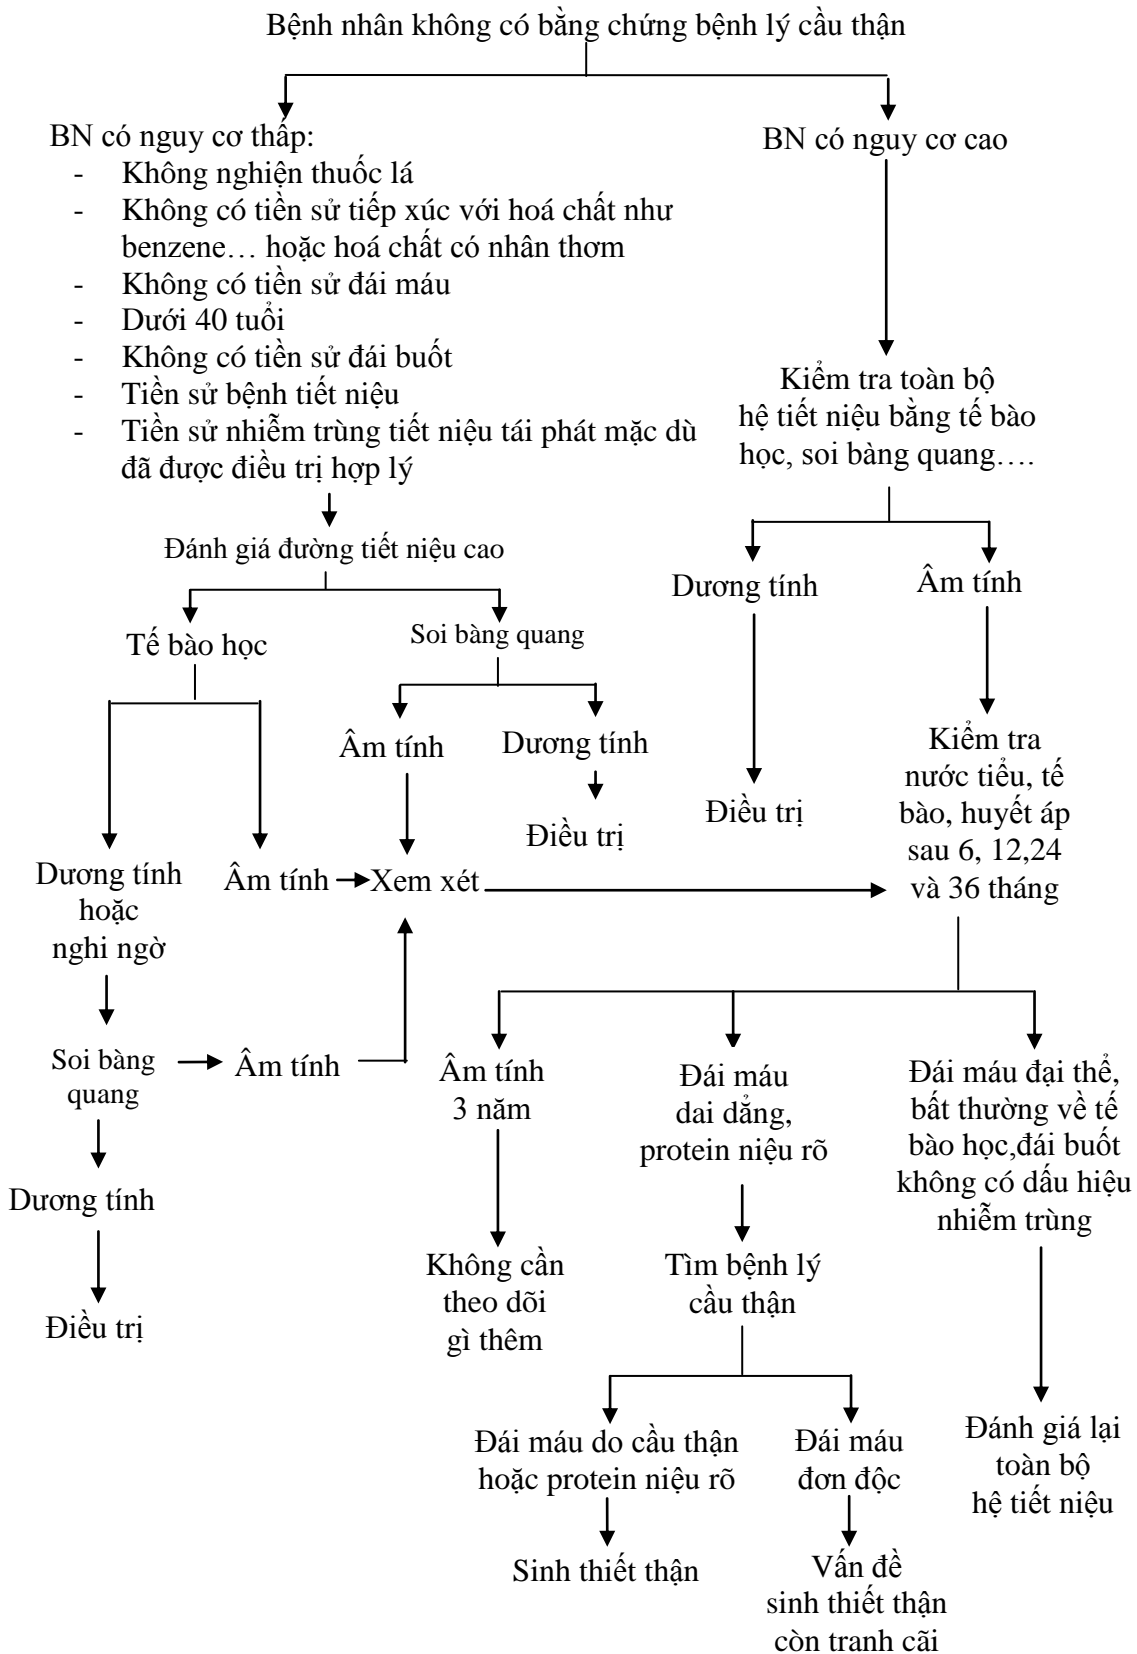 Bệnh nhân không có bằng chứng bệnh lý cầu thận
BN có nguy cơ thấp:
- Không nghiện thuốc lá
- Không có tiền sử tiếp xúc với hoá chất như
benzene… hoặc hoá chất có nhân thơm
- Không có tiền sử đái máu
- Dưới 40 tuổi
- Không có tiền sử đái buốt
- Tiền sử bệnh tiết niệu
- Tiền sử nhiễm trùng tiết niệu tái phát mặc dù
đã được điều trị hợp lý
BN có nguy cơ cao
Kiểm tra toàn bộ
hệ tiết niệu bằng tế bào
học, soi bàng quang….
Đánh giá đường tiết niệu cao
Dương tính
Âm tính
Tế bào học
Soi bàng quang
Âm tính
Dương tính
Điều trị
Điều trị
Kiểm tra
nước tiểu, tế
bào, huyết áp
sau 6, 12,24
và 36 tháng
Dương tính
hoặc
nghi ngờ
Âm tính
Xem xét
Soi bàng
quang
Âm tính
Dương tính
Điều trị
Âm tính
3 năm
Đái máu
dai dẳng,
protein niệu rõ
Đái máu đại thể,
bất thường về tế
bào học,đái buốt
không có dấu hiệu
nhiễm trùng
Không cần
theo dõi
gì thêm
Tìm bệnh lý
cầu thận
Đái máu do cầu thận
hoặc protein niệu rõ
Đái máu
đơn độc
Đánh giá lại
toàn bộ
hệ tiết niệu
Sinh thiết thận
Vấn đề
sinh thiết thận
còn tranh cãi